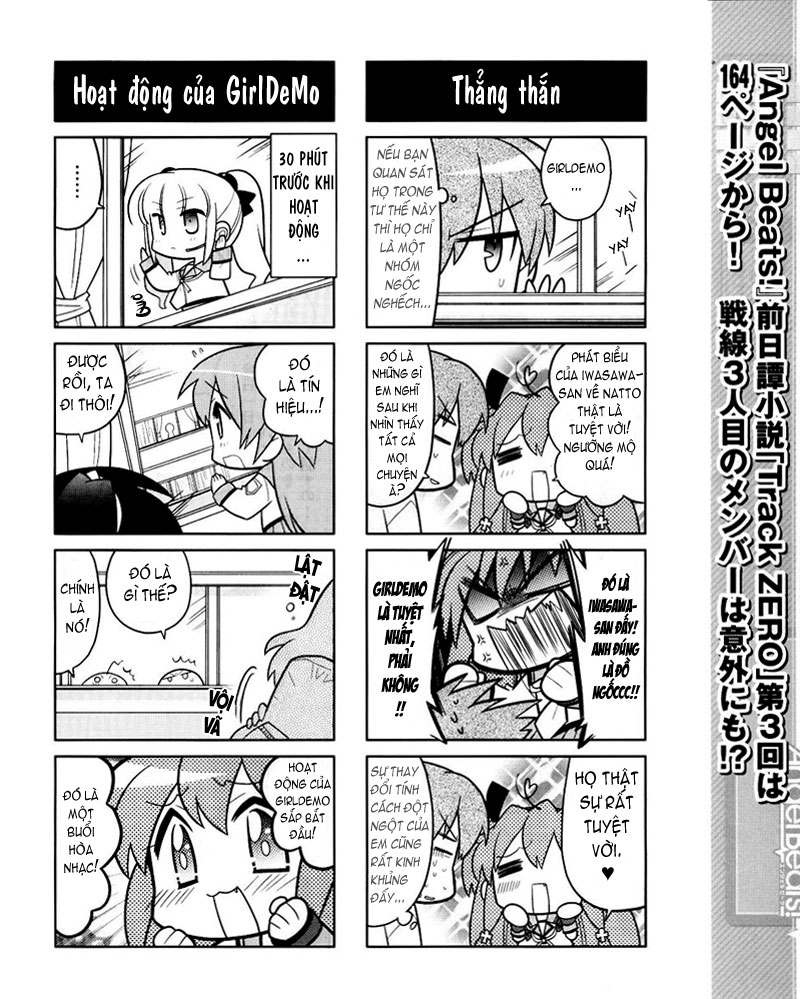 『Angel Beats!』前日譚小説『Track ZERO』第3回は
164ページから! 戦線3人目のメンバーは意外にも!?
Thẳng thắn
GIRLDEMO
...
NẾU BẠN
QUAN SÁT
HỌ TRONG
TƯ THẾ NÀY
THÌ HỌ CHỈ
LÀ MỘT
NHÓM
NGỐC
NGHẾCH...
PHÁT BIỂU
CỦA IWASAWA-
SAN VỀ NATTO
THẬT LÀ
TUYỆT VỜI!
NGƯỠNG MỘ
QUÁ!
ĐÓ LÀ
NHỮNG GÌ
EM NGHĨ
SAU KHI
NHÌN THẤY
TẤT CẢ
MỌI
CHUYỆN
À?
ĐÓ LÀ
IWASAWA-
SAN ĐẤY!
ANH ĐÚNG
LÀ ĐỒ
NGỐCCC!!
GIRLDEMO
LÀ TUYỆT
NHẤT,
PHẢI
KHÔNG
!!
HỌ THẬT
SỰ RẤT
TUYỆT
VỜI.
♥
SỰ THAY
ĐỔI TÍNH
CÁCH ĐỘT
NGỘT CỦA
EM CŨNG
RẤT KINH
KHỦNG
ĐẤY...
Hoạt động của GirlDeMo
30 PHÚT
TRƯỚC KHI
HOẠT
ĐỘNG
...
......
ĐÓ
LÀ TÍN
HIỆU...!
ĐƯỢC
RỒI, TA
ĐI THÔI!
LẬT
ĐẬT
ĐÓ LÀ
GÌ THẾ?
CHÍNH
LÀ
NÓ!
VỘI
VÃ
HOẠT
ĐỘNG CỦA
GIRLDEMO
SẮP BẮT
ĐẦU!
ĐÓ LÀ
MỘT
BUỔI
HÒA
NHẠC!
Angel Beats!